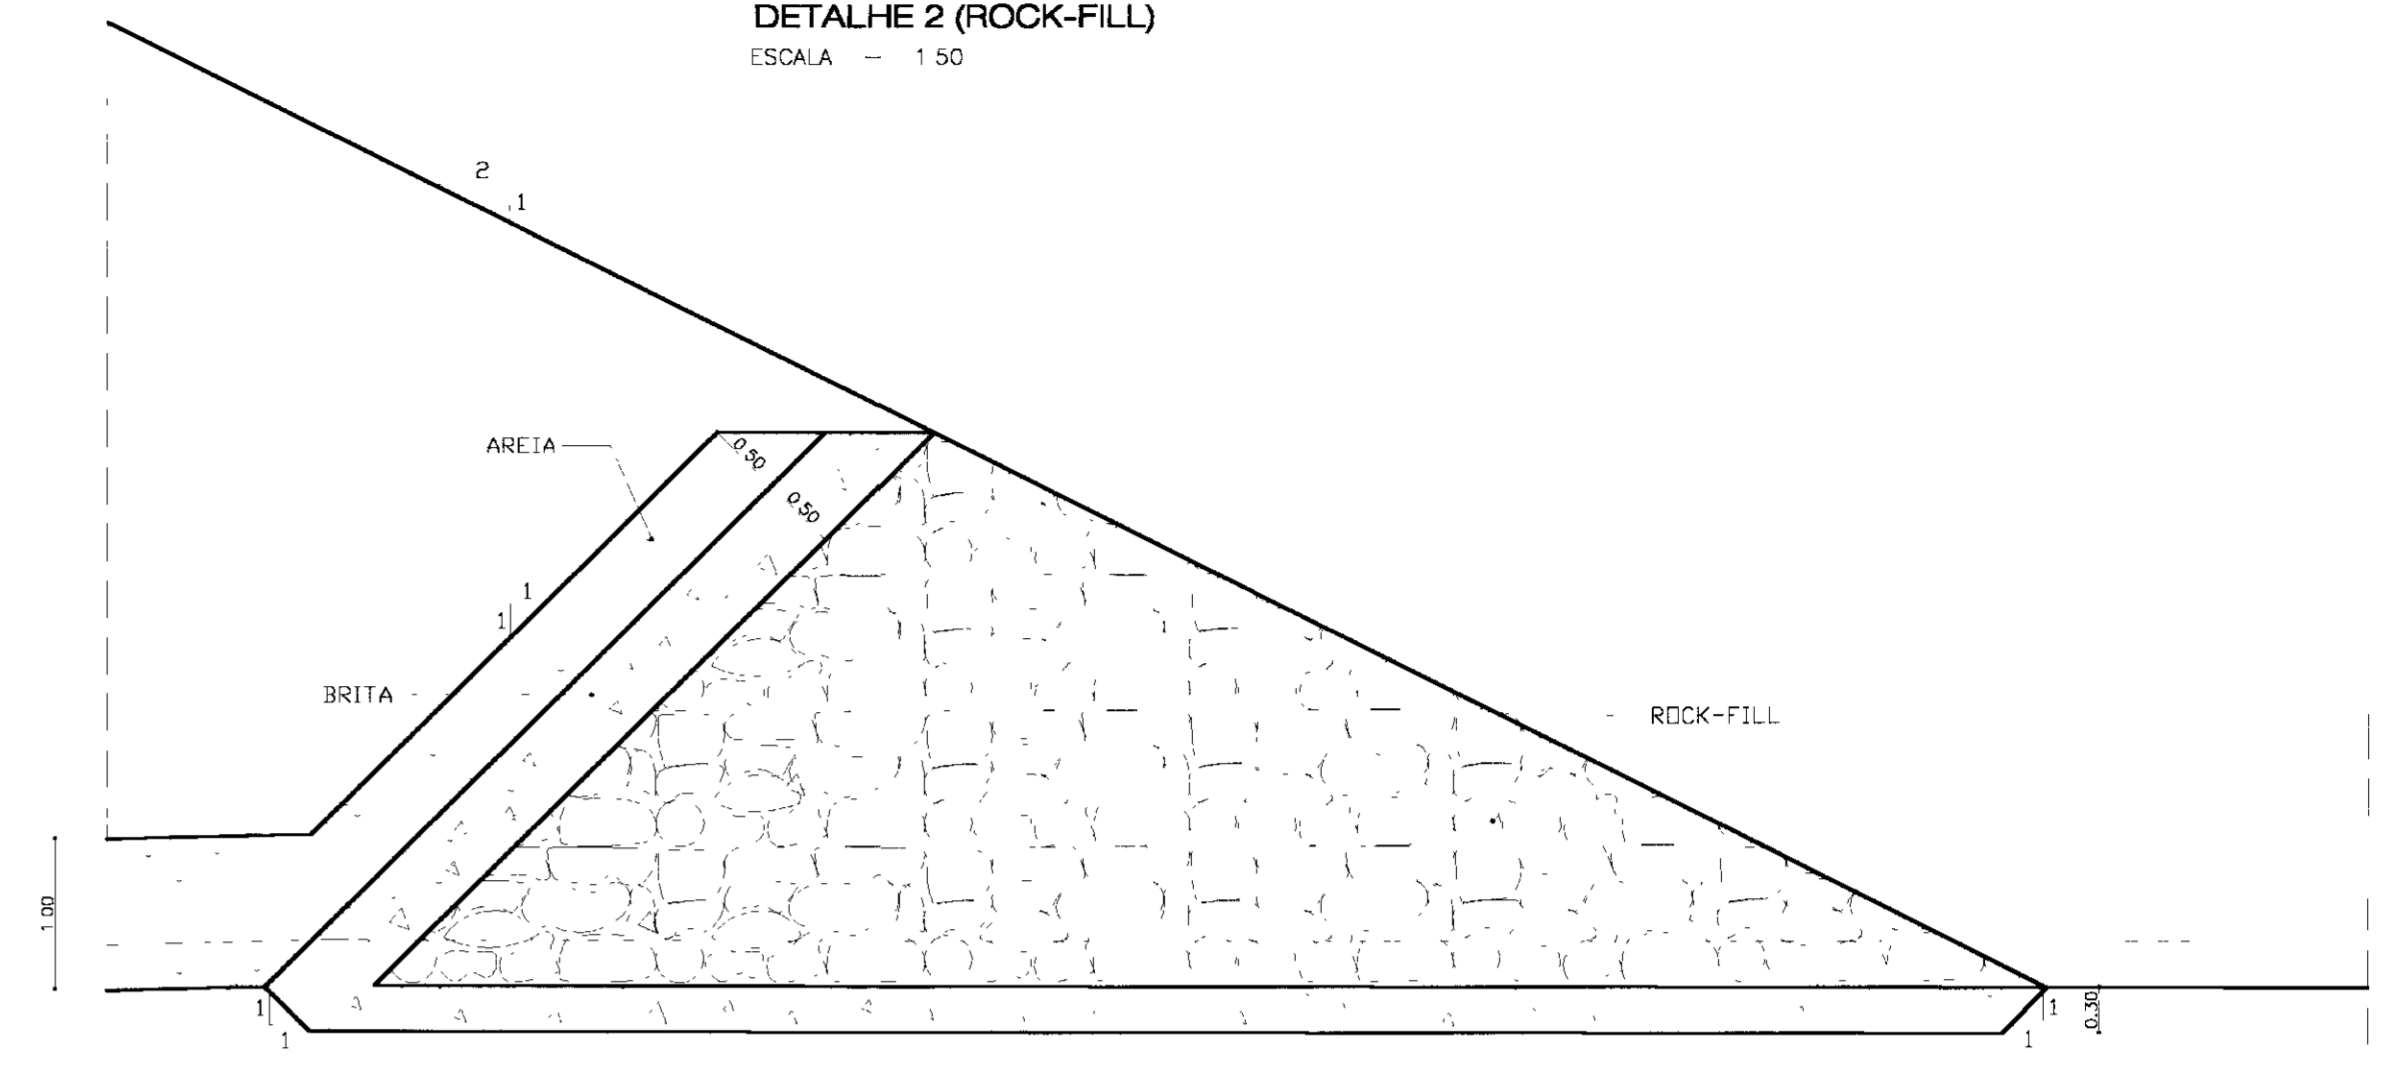 DETALHE 2 (ROCK-FILL)
ESCALA - 1 50
2
1
AREIA
0 50
0.50
1
1
BRITA -
- ROCK-FILL
1 00
1
1
1
1
0.30